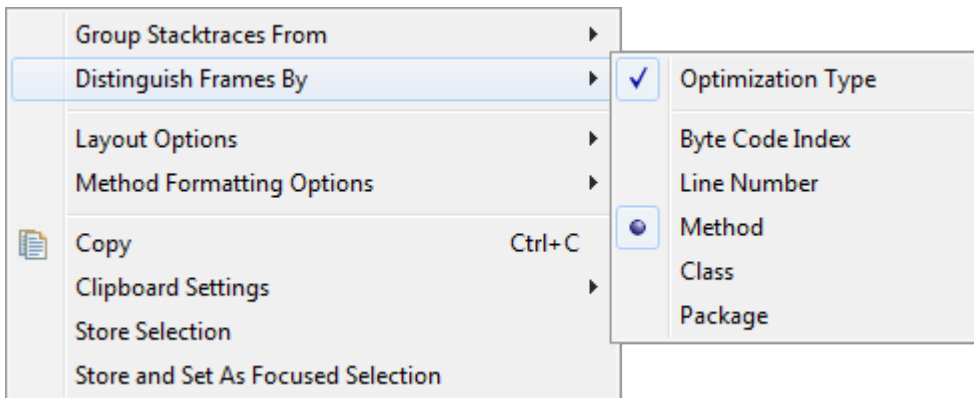 Group Stacktraces From
Distinguish Frames By
Layout Options
Method Formatting Options
Copy Ctrl+C
Clipboard Settings
Store Selection
Store and Set As Focused Selection
Optimization Type
Byte Code Index
Line Number
Method
Class
Package